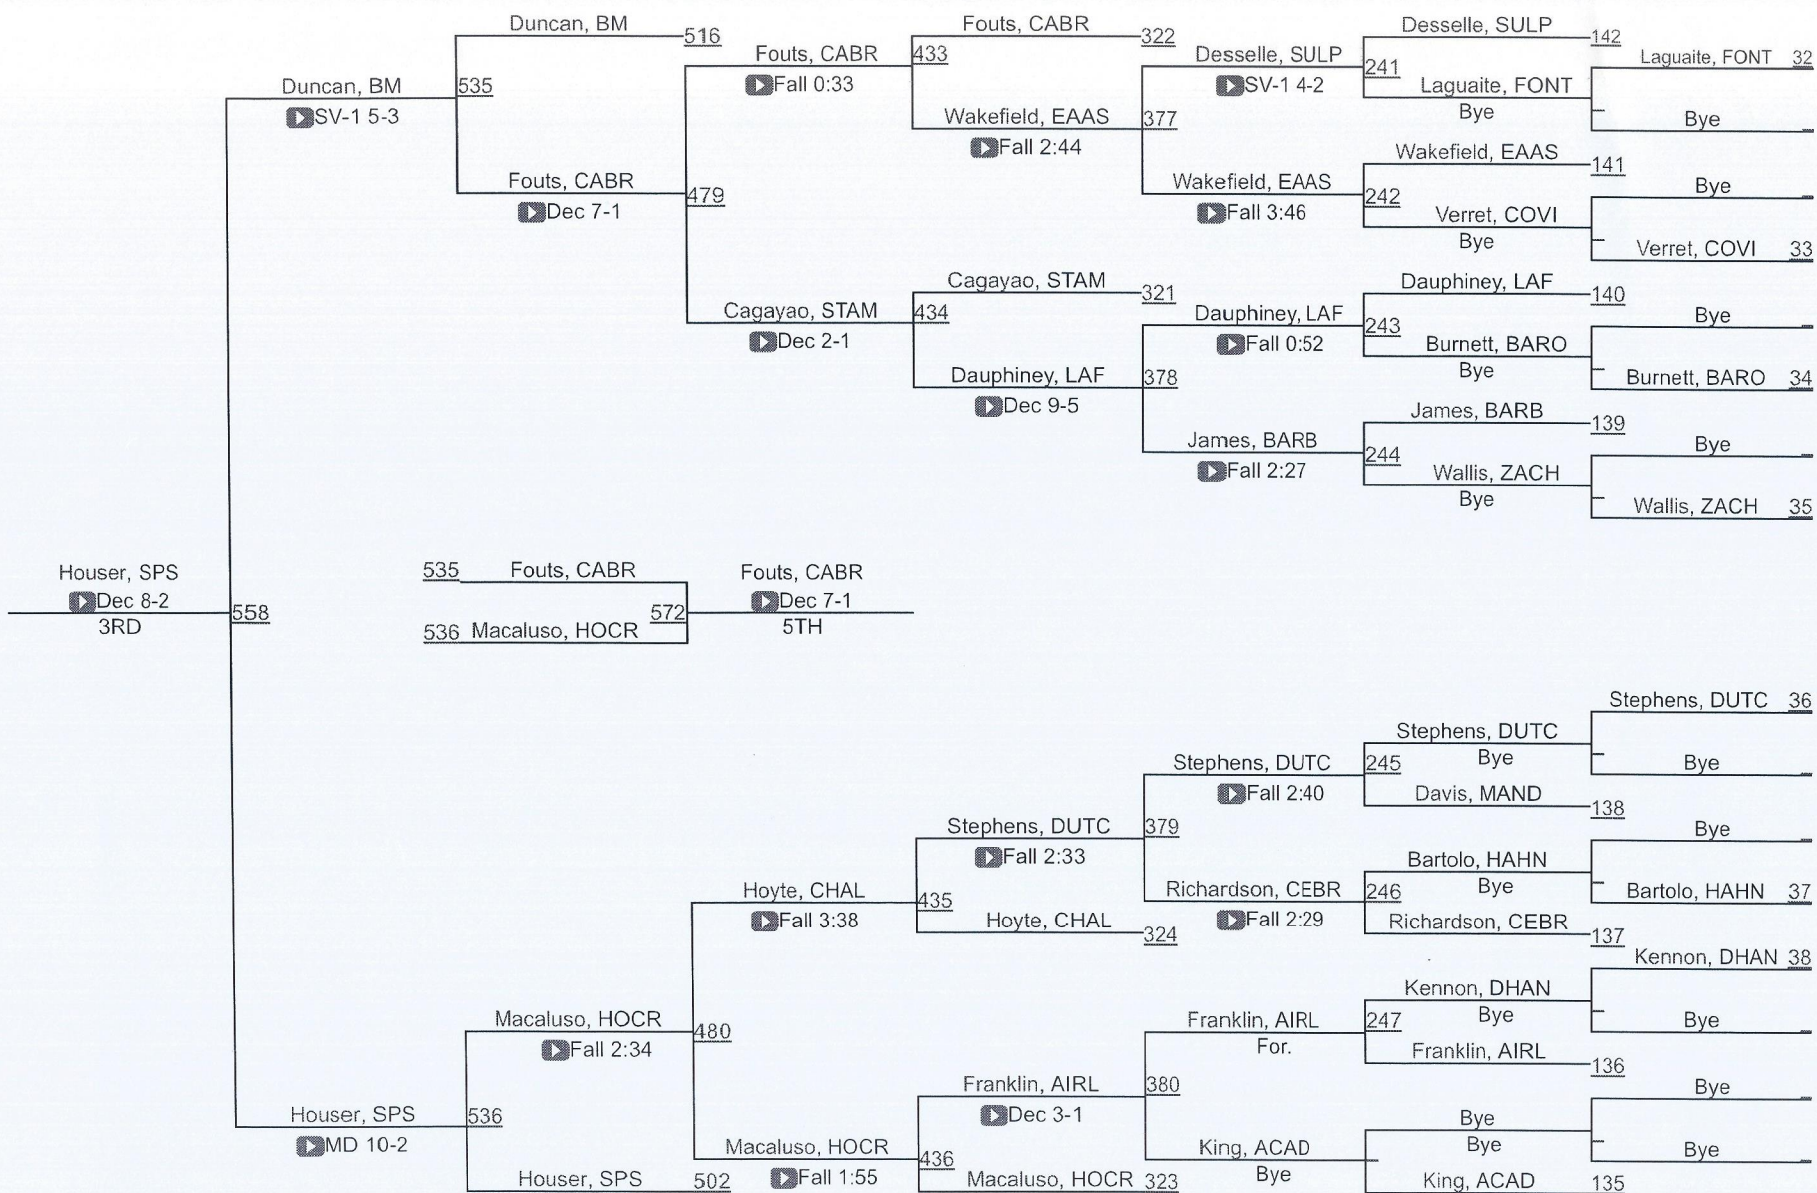 Duncan, BM
516
Fouts, CABR
322
Desselle, SULP
142
Laguaite, FONT 32
Fouts, CABR
433
Fall 0:33
Desselle, SULP
241
SV-1 4-2
Laguaite, FONT
Bye
Bye
Duncan, BM
535
SV-1 5-3
Wakefield, EAAS
377
Fall 2:44
Wakefield, EAAS
141
Bye
Fouts, CABR
479
Dec 7-1
Wakefield, EAAS
242
Fall 3:46
Verret, COVI
Bye
Verret, COVI 33
Cagayao, STAM
321
Dauphiney, LAF
140
Cagayao, STAM
434
Dec 2-1
Dauphiney, LAF
243
Fall 0:52
Bye
Burnett, BARO
Bye
Dauphiney, LAF
378
Dec 9-5
Burnett, BARO 34
James, BARB
139
James, BARB
244
Fall 2:27
Bye
Wallis, ZACH
Bye
Wallis, ZACH 35
Houser, SPS
Dec 8-2
3RD
558
535 Fouts, CABR
572
536 Macaluso, HOCR
Fouts, CABR
Dec 7-1
5TH
Stephens, DUTC 36
Stephens, DUTC
Bye
Bye
Stephens, DUTC
245
Fall 2:40
Davis, MAND
138
Stephens, DUTC
379
Fall 2:33
Bye
Bartolo, HAHN
Bye
Hoyte, CHAL
435
Fall 3:38
Richardson, CEBR
246
Fall 2:29
Bartolo, HAHN 37
Hoyte, CHAL
324
Richardson, CEBR
137
Kennon, DHAN 38
Kennon, DHAN
Bye
Macaluso, HOCR
480
Fall 2:34
Franklin, AIRL
247
For.
Bye
Franklin, AIRL
136
Franklin, AIRL
380
Dec 3-1
Bye
Houser, SPS
536
MD 10-2
Bye
Bye
Macaluso, HOCR
436
Fall 1:55
King, ACAD
Bye
Bye
Houser, SPS
502
Macaluso, HOCR 323
King, ACAD
135